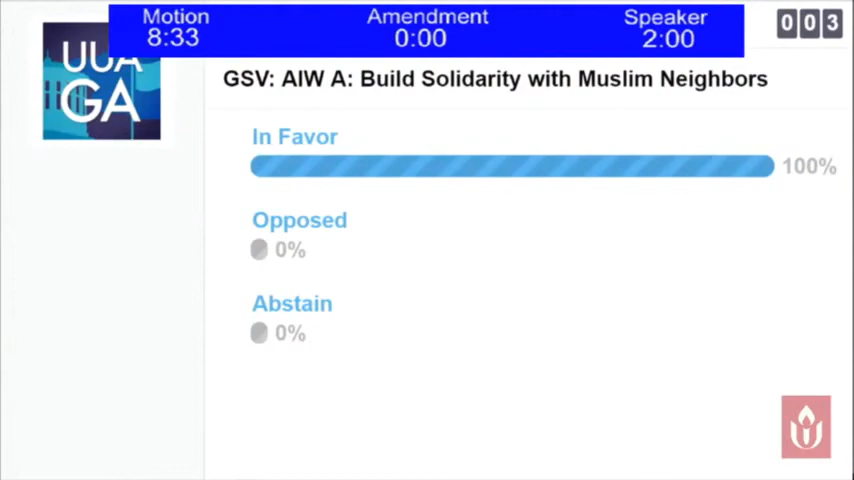 Motion Amendment Speaker
8:33 0:00 2:00
003
UUA
GA
GSV: AIW A: Build Solidarity with Muslim Neighbors
In Favor
100%
Opposed
0%
Abstain
0%